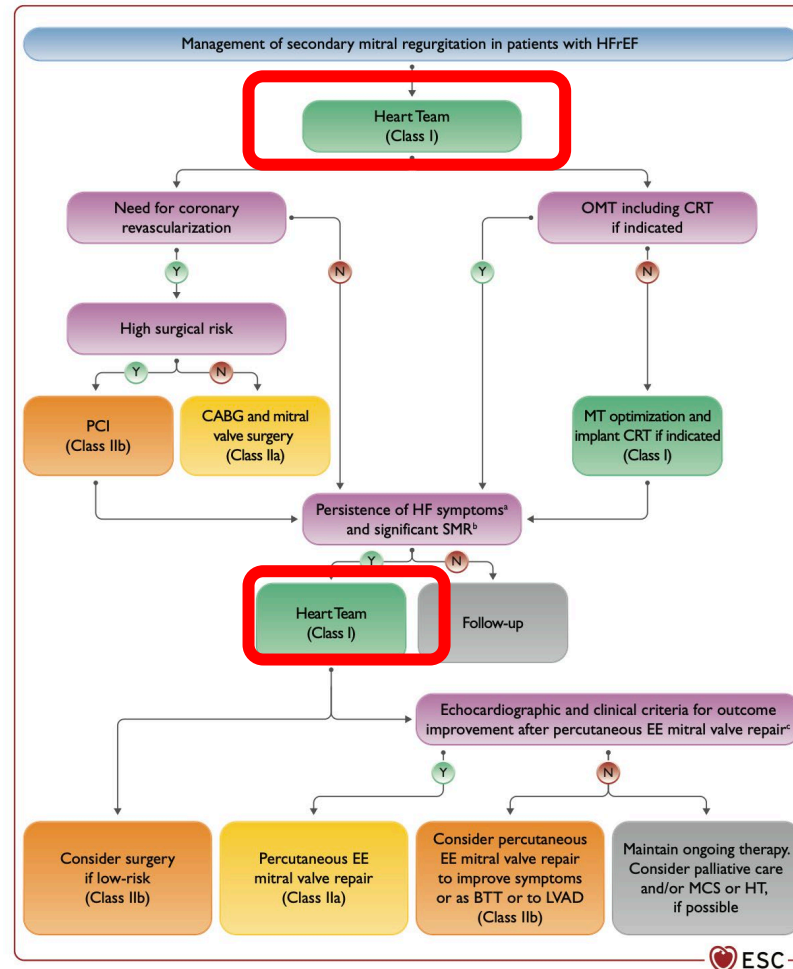 Management of secondary mitral regurgitation in patients with HFrEF
Heart Team
(Class I)
Need for coronary
revascularization
OMT including CRT
if indicated
Y
N
Y
N
High surgical risk
Y
N
PCI
(Class IIb)
CABG and mitral
valve surgery
(Class IIa)
MT optimization and
implant CRT if indicated
(Class I)
Persistence of HF symptomsᵃ
and significant SMRᵇ
Y
N
Heart Team
(Class I)
Follow-up
Echocardiographic and clinical criteria for outcome
improvement after percutaneous EE mitral valve repairᶜ
Y
N
Consider surgery
if low-risk
(Class IIb)
Percutaneous EE
mitral valve repair
(Class IIa)
Consider percutaneous
EE mitral valve repair
to improve symptoms
or as BTT or to LVAD
(Class IIb)
Maintain ongoing therapy.
Consider palliative care
and/or MCS or HT,
if possible
ESC